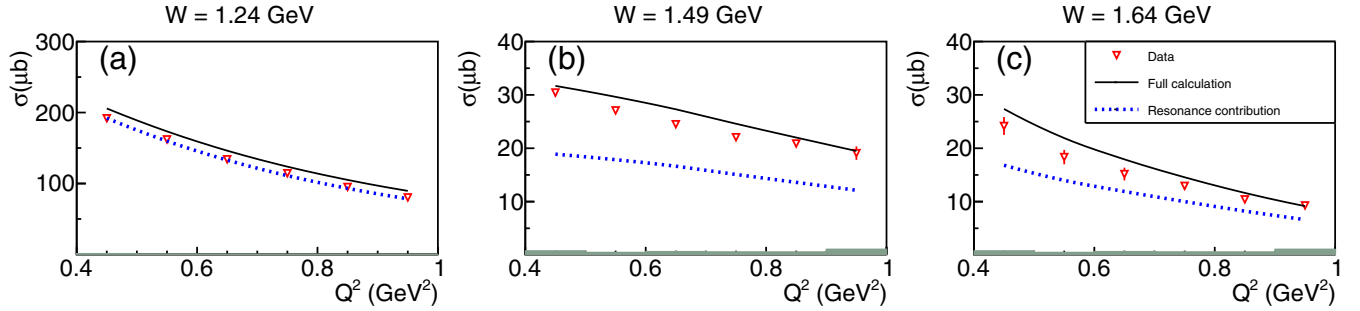 W = 1.24 GeV
W = 1.49 GeV
W = 1.64 GeV
(a)
σ(μb)
300
200
100
0.4
0.6
0.8
1
Q² (GeV²)
(b)
σ(μb)
40
30
20
10
0.4
0.6
0.8
1
Q² (GeV²)
(c)
σ(μb)
40
30
20
10
0.4
0.6
0.8
1
Q² (GeV²)
Data
Full calculation
Resonance contribution